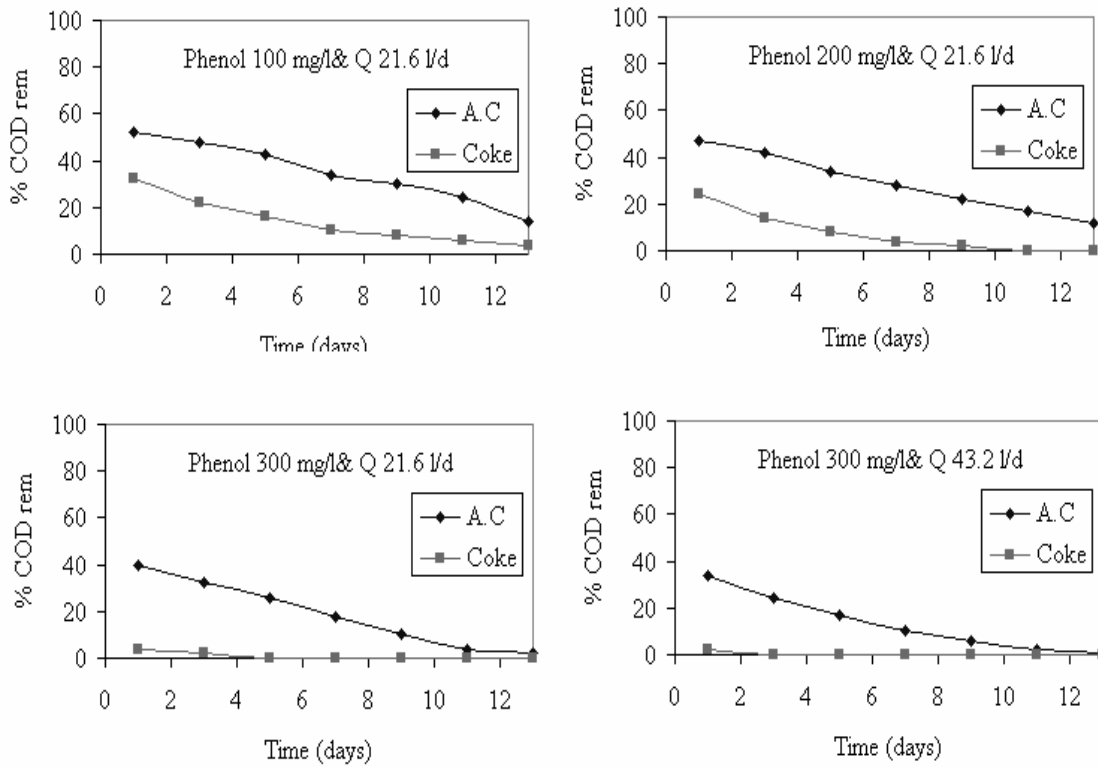 100
Phenol 100 mg/l& Q 21.6 l/d
80
60
A.C
40
Coke
20
0
% COD rem
0 2 4 6 8 10 12
Time (days)
100
Phenol 200 mg/l& Q 21.6 l/d
80
60
A.C
40
Coke
20
0
% COD rem
0 2 4 6 8 10 12
Time (days)
100
Phenol 300 mg/l& Q 21.6 l/d
80
60
A.C
40
Coke
20
0
% COD rem
0 2 4 6 8 10 12
Time (days)
100
Phenol 300 mg/l& Q 43.2 l/d
80
60
A.C
40
Coke
20
0
% COD rem
0 2 4 6 8 10 12
Time (days)